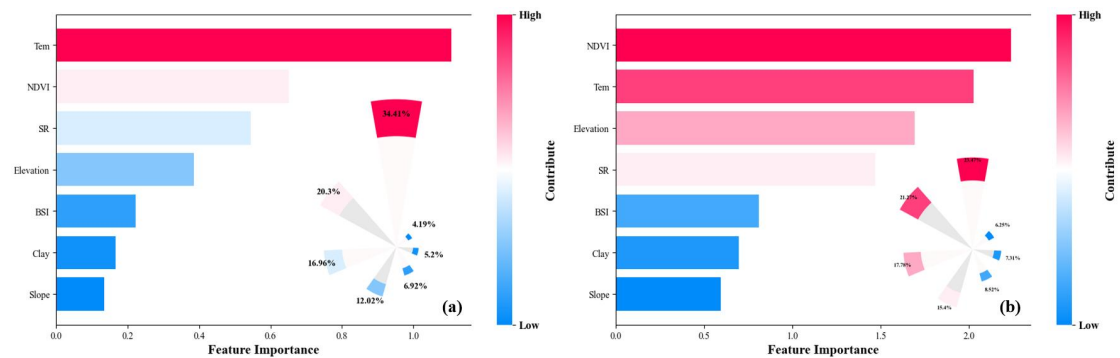 High
Tem
NDVI
SR
Elevation
BSI
Clay
Slope
34.41%
20.3%
16.96%
12.02%
6.92%
5.2%
4.19%
(a)
Contribute
Low
0.0 0.2 0.4 0.6 0.8 1.0
Feature Importance
High
NDVI
Tem
Elevation
SR
BSI
Clay
Slope
21.27%
17.78%
15.4%
8.52%
7.31%
6.25%
(b)
Contribute
Low
0.0 0.5 1.0 1.5 2.0
Feature Importance